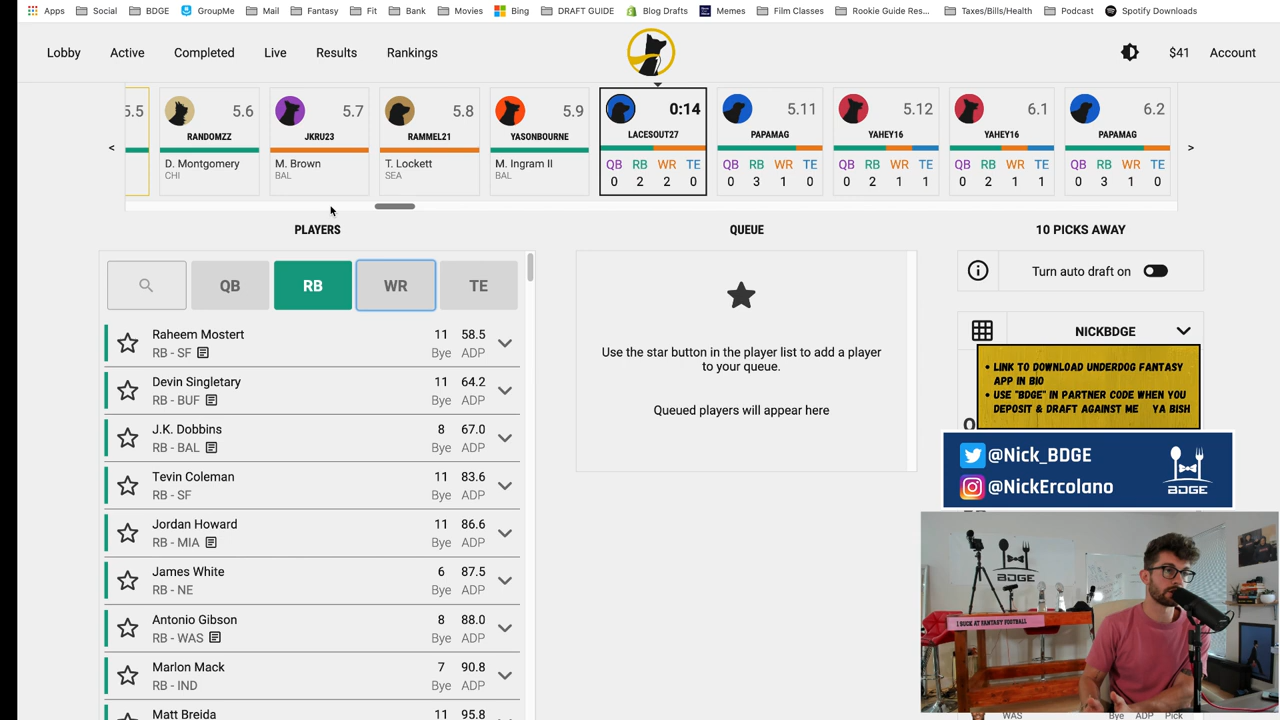 Apps Social BDGE GroupMe Mail Fantasy Fit Bank Movies Bing DRAFT GUIDE Blog Drafts Memes Film Classes Rookie Guide Res... Taxes/Bills/Health Podcast Spotify Downloads
Lobby Active Completed Live Results Rankings $41 Account
5.5 5.6 5.7 5.8 5.9 0:14 5.11 5.12 6.1 6.2
RANDOMZZ JKRU23 RAMMEL21 YASONBOURNE LACESOUT27 PAPAMAG YAHEY16 YAHEY16 PAPAMAG
D. Montgomery M. Brown T. Lockett M. Ingram II QB RB WR TE QB RB WR TE QB RB WR TE QB RB WR TE QB RB WR TE
CHI BAL SEA BAL 0 2 2 0 0 3 1 0 0 2 1 1 0 2 1 1 0 3 1 0
< >
PLAYERS
QB RB WR TE
Raheem Mostert 11 58.5
RB - SF Bye ADP
Devin Singletary 11 64.2
RB - BUF Bye ADP
J.K. Dobbins 8 67.0
RB - BAL Bye ADP
Tevin Coleman 11 83.6
RB - SF Bye ADP
Jordan Howard 11 86.6
RB - MIA Bye ADP
James White 6 87.5
RB - NE Bye ADP
Antonio Gibson 8 88.0
RB - WAS Bye ADP
Marlon Mack 7 90.8
RB - IND Bye ADP
Matt Breida 11 95.8
QUEUE
Use the star button in the player list to add a player
to your queue.
Queued players will appear here
10 PICKS AWAY
Turn auto draft on
NICKBDGE
• LINK TO DOWNLOAD UNDERDOG FANTASY
APP IN BIO
• USE "BDGE" IN PARTNER CODE WHEN YOU
DEPOSIT & DRAFT AGAINST ME YA BISH
@Nick_BDGE
@NickErcolano
BDGE
BDGE
I SUCK AT FANTASY FOOTBALL
WAS Bye ADP Pick